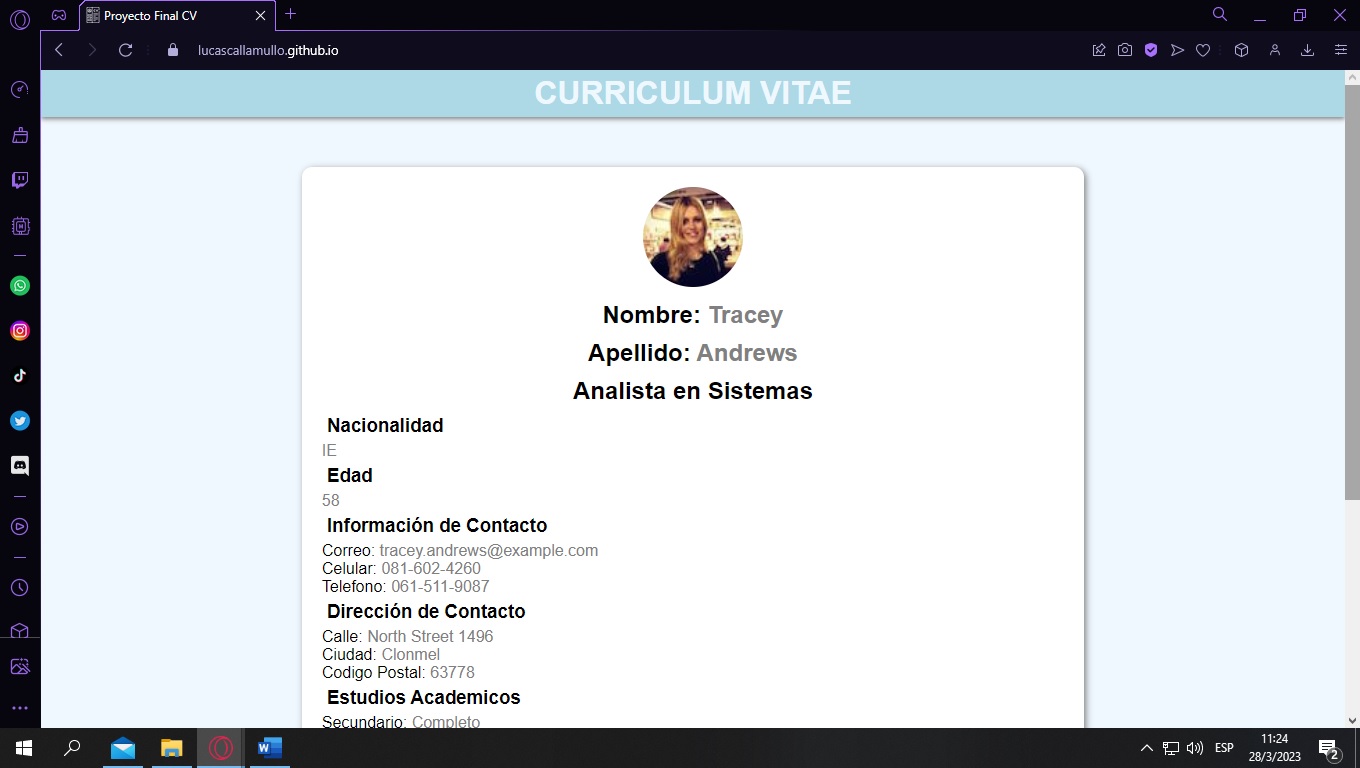 Proyecto Final CV
lucascallamullo.github.io
CURRICULUM VITAE
Nombre: Tracey
Apellido: Andrews
Analista en Sistemas
Nacionalidad
IE
Edad
58
Información de Contacto
Correo: tracey.andrews@example.com
Celular: 081-602-4260
Telefono: 061-511-9087
Dirección de Contacto
Calle: North Street 1496
Ciudad: Clonmel
Codigo Postal: 63778
Estudios Academicos
Secundario: Completo
ESP
11:24
28/3/2023
2